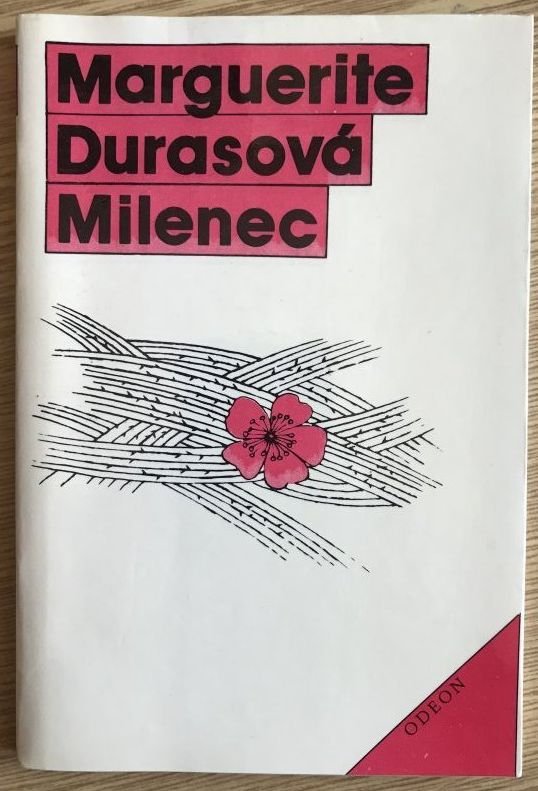 Marguerite
Durasová
Milenec
ODEON